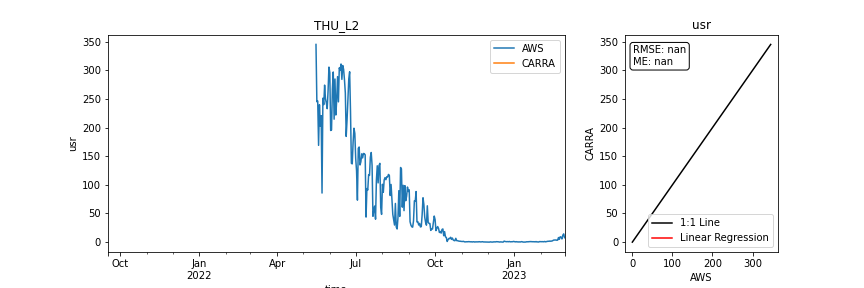 THU_L2
usr
350
300
250
200
150
100
50
0
usr
AWS
CARRA
Oct
Jan
2022
Apr
Jul
Oct
Jan
2023
usr
350
300
250
200
150
100
50
0
CARRA
RMSE: nan
ME: nan
1:1 Line
Linear Regression
0
100
200
300
AWS